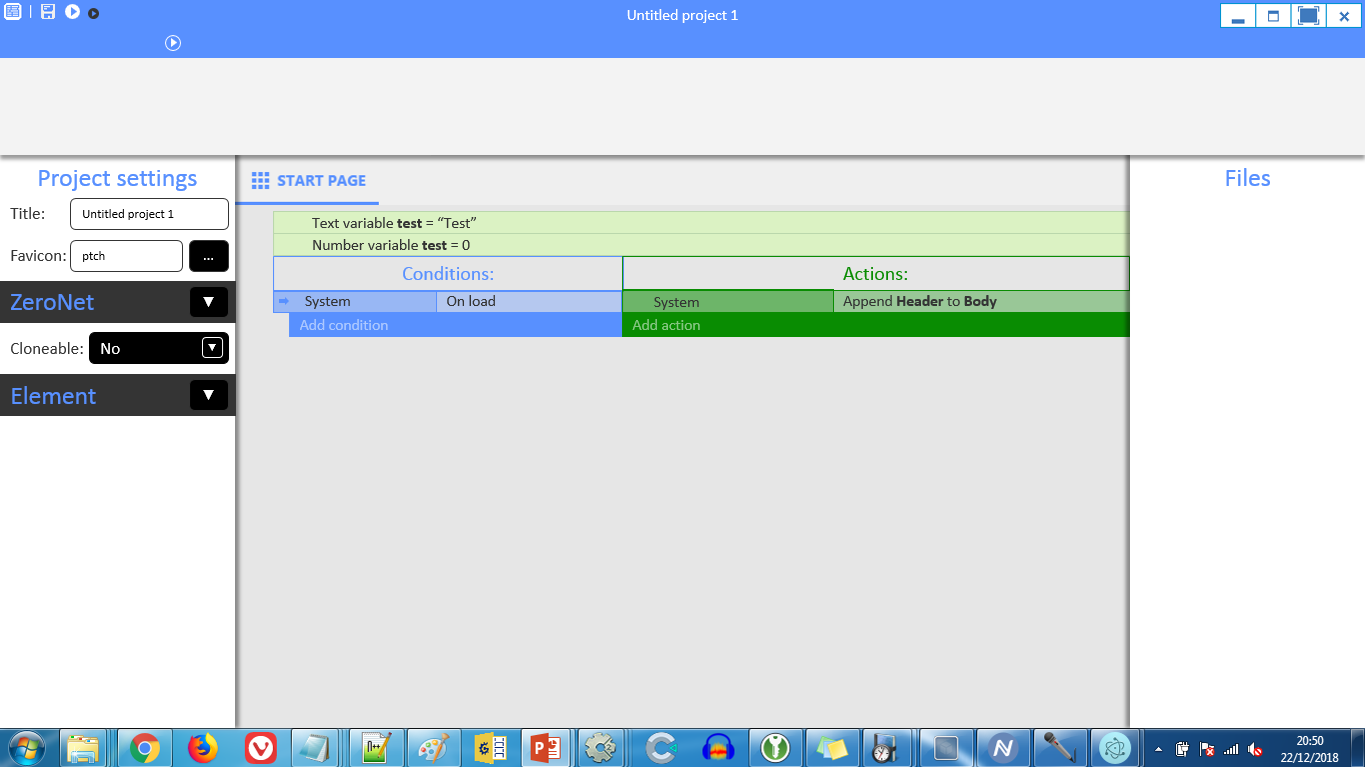 Untitled project 1
Project settings
Title: Untitled project 1
Favicon: ptch ...
ZeroNet
Cloneable: No
Element
START PAGE
Text variable test = “Test”
Number variable test = 0
Conditions: Actions:
System On load System Append Header to Body
Add condition Add action
Files
20:50
22/12/2018